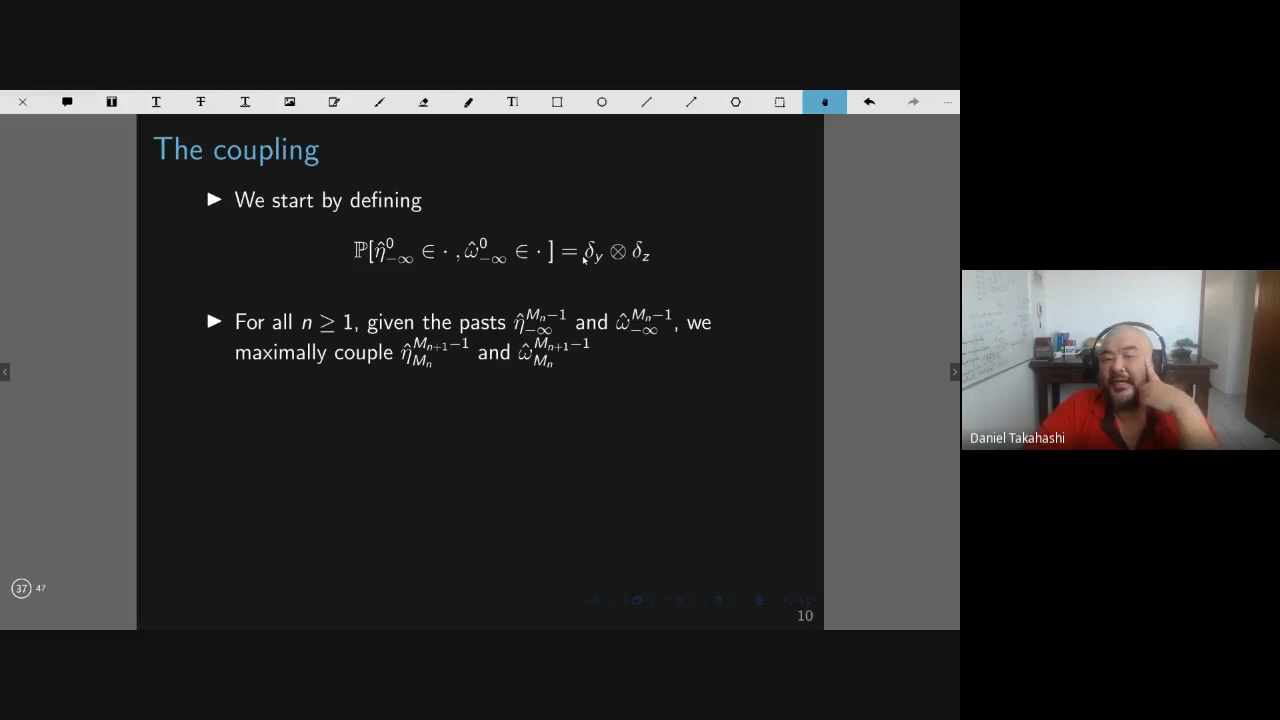 The coupling
► We start by defining
ℙ[η̂⁰₋∞ ∈ · , ω̂⁰₋∞ ∈ · ] = δ_y ⊗ δ_z
► For all n ≥ 1, given the pasts η̂_{−∞}^{M_n−1} and ω̂_{−∞}^{M_n−1}, we
maximally couple η̂_{M_n}^{M_{n+1}−1} and ω̂_{M_n}^{M_{n+1}−1}
Daniel Takahashi
37 47
10